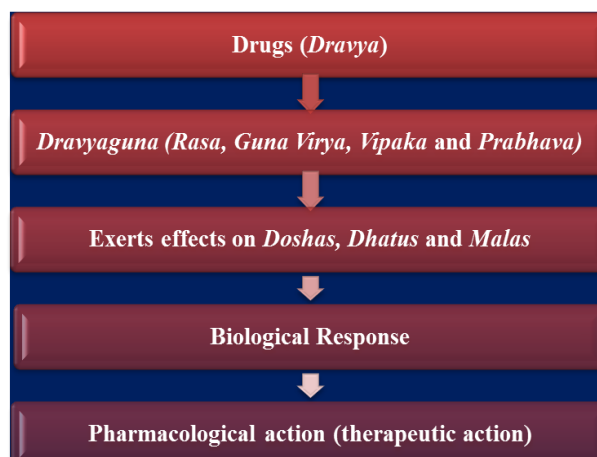 Drugs (Dravya)
Dravyaguna (Rasa, Guna Virya, Vipaka and Prabhava)
Exerts effects on Doshas, Dhatus and Malas
Biological Response
Pharmacological action (therapeutic action)